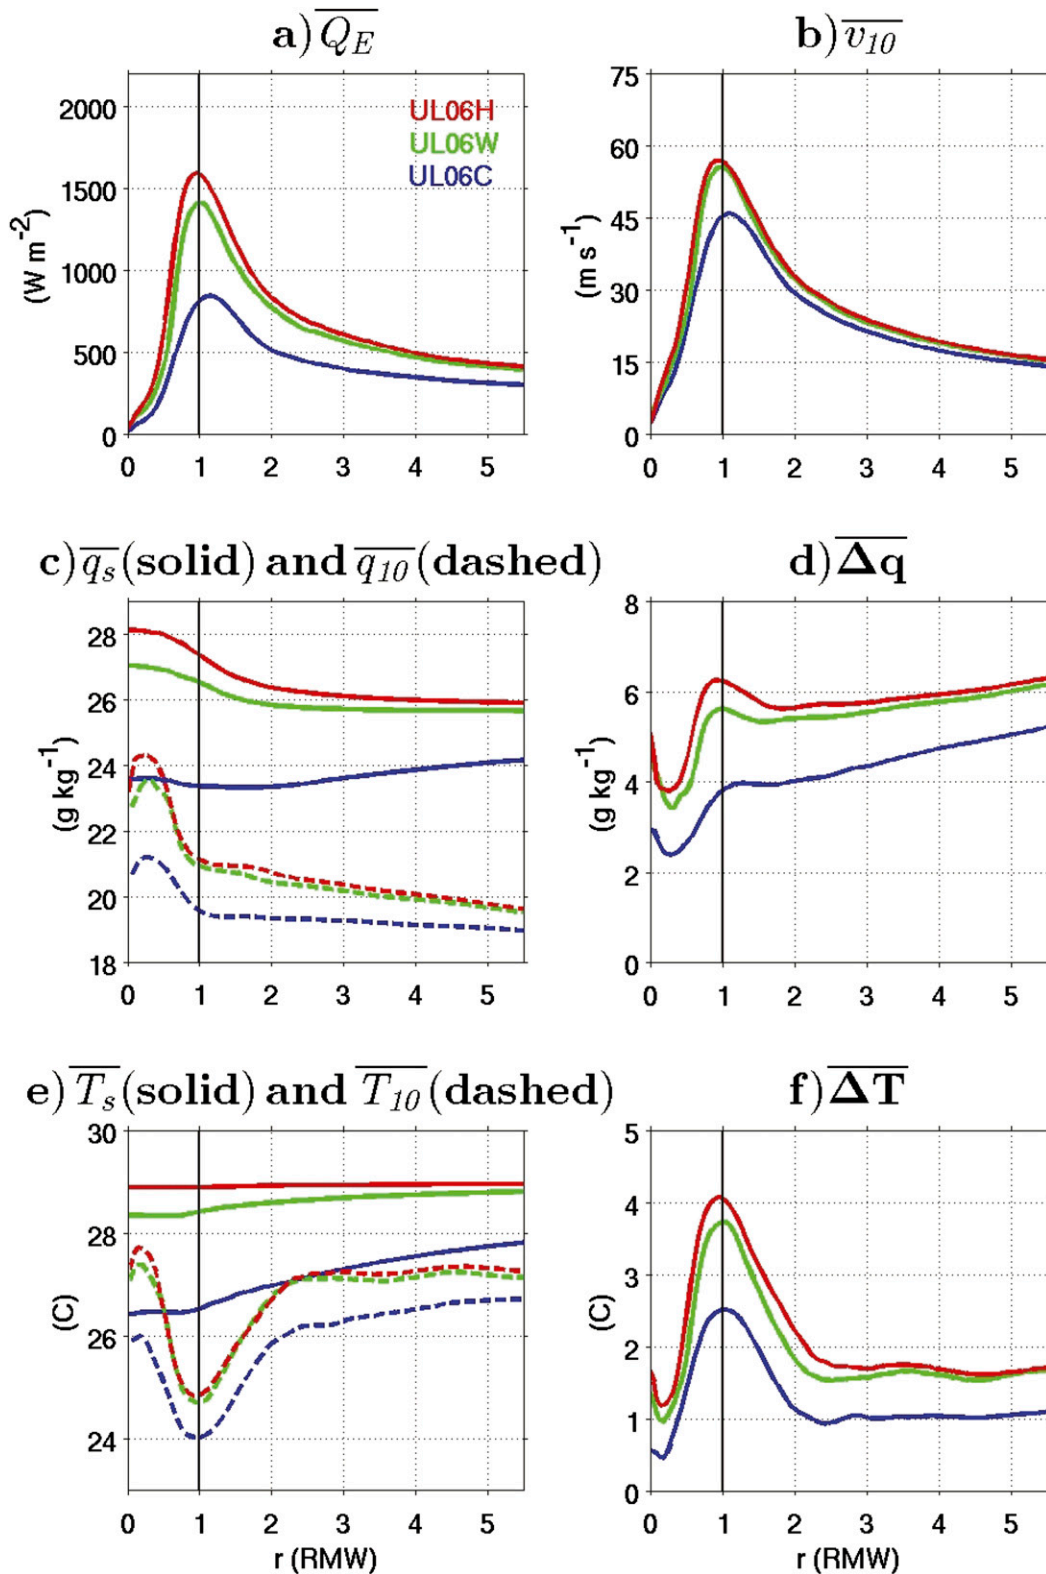 a) Q_E b) v_10
2000
1500
1000
500
0
(W m-2)
UL06H
UL06W
UL06C
0 1 2 3 4 5
75
60
45
30
15
0
(m s-1)
0 1 2 3 4 5
c) q_s (solid) and q_10 (dashed) d) Δq
28
26
24
22
20
18
(g kg-1)
0 1 2 3 4 5
8
6
4
2
0
(g kg-1)
0 1 2 3 4 5
e) T_s (solid) and T_10 (dashed) f) ΔT
30
28
26
24
(C)
0 1 2 3 4 5
r (RMW)
5
4
3
2
1
0
(C)
0 1 2 3 4 5
r (RMW)